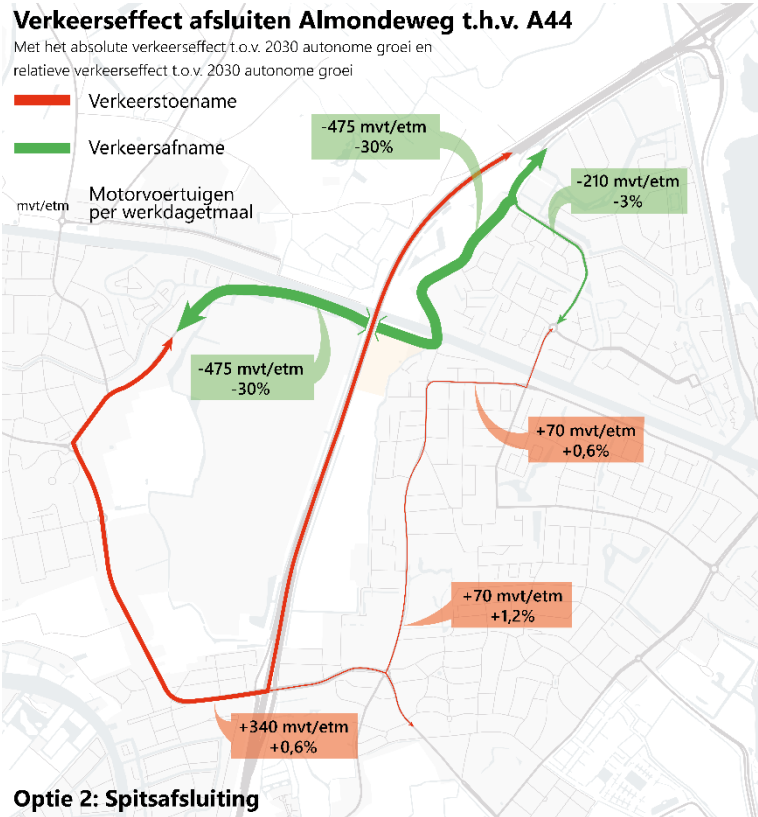 Verkeerseffect afsluiten Almondeweg t.h.v. A44
Met het absolute verkeerseffect t.o.v. 2030 autonome groei en
relatieve verkeerseffect t.o.v. 2030 autonome groei
Verkeerstoename
Verkeersafname
mvt/etm Motorvoertuigen
per werkdagetmaal
-475 mvt/etm
-30%
-210 mvt/etm
-3%
-475 mvt/etm
-30%
+70 mvt/etm
+0,6%
+70 mvt/etm
+1,2%
+340 mvt/etm
+0,6%
Optie 2: Spitsafsluiting